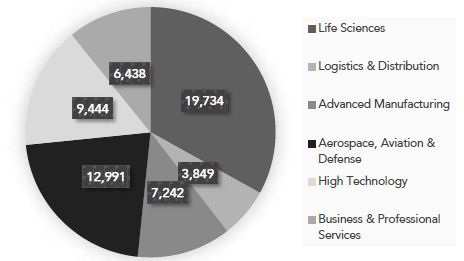 6,438
9,444
19,734
12,991
3,849
7,242
Life Sciences
Logistics & Distribution
Advanced Manufacturing
Aerospace, Aviation &
Defense
High Technology
Business & Professional
Services